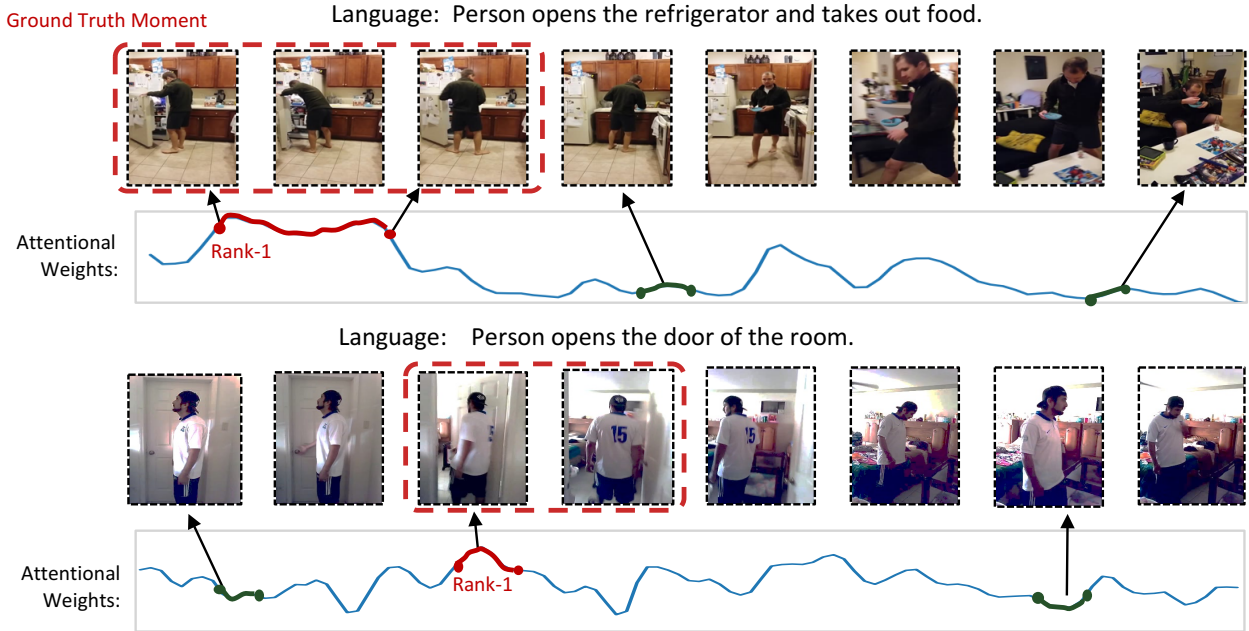 Ground Truth Moment
Language: Person opens the refrigerator and takes out food.
Attentional
Weights:
Rank-1
Language: Person opens the door of the room.
15
15
Attentional
Weights:
Rank-1